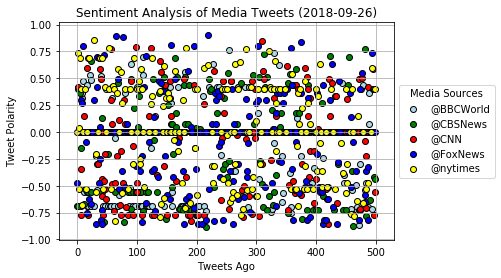 Sentiment Analysis of Media Tweets (2018-09-26)
1.00
0.75
0.50
0.25
0.00
−0.25
−0.50
−0.75
−1.00
Tweet Polarity
0
100
200
300
400
500
Tweets Ago
Media Sources
@BBCWorld
@CBSNews
@CNN
@FoxNews
@nytimes